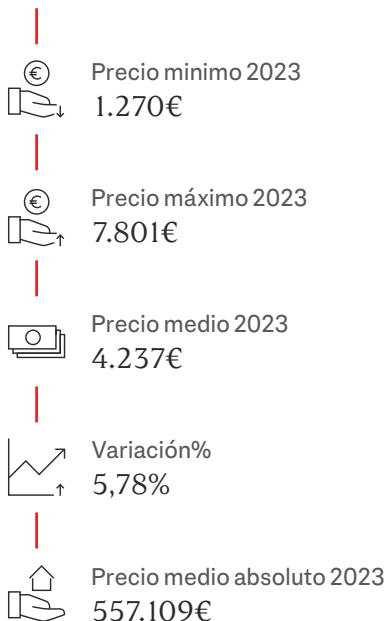 €
Precio minimo 2023
1.270€
€
Precio máximo 2023
7.801€
Precio medio 2023
4.237€
Variación%
5,78%
Precio medio absoluto 2023
557.109€